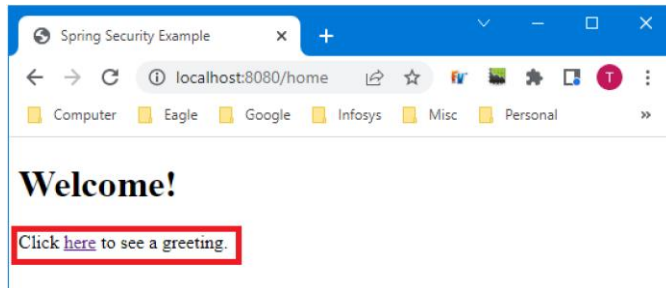 Spring Security Example
localhost:8080/home
T
Computer Eagle Google Infosys Misc Personal
Welcome!
Click here to see a greeting.